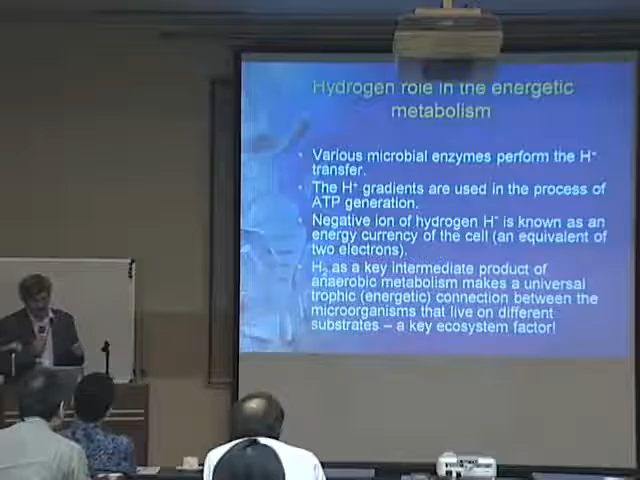 Hydrogen role in the energetic
metabolism
• Various microbial enzymes perform the H⁺
transfer.
• The H⁺ gradients are used in the process of
ATP generation.
• Negative ion of hydrogen H⁻ is known as an
energy currency of the cell (an equivalent of
two electrons).
• H₂ as a key intermediate product of
anaerobic metabolism makes a universal
trophic (energetic) connection between the
microorganisms that live on different
substrates – a key ecosystem factor!